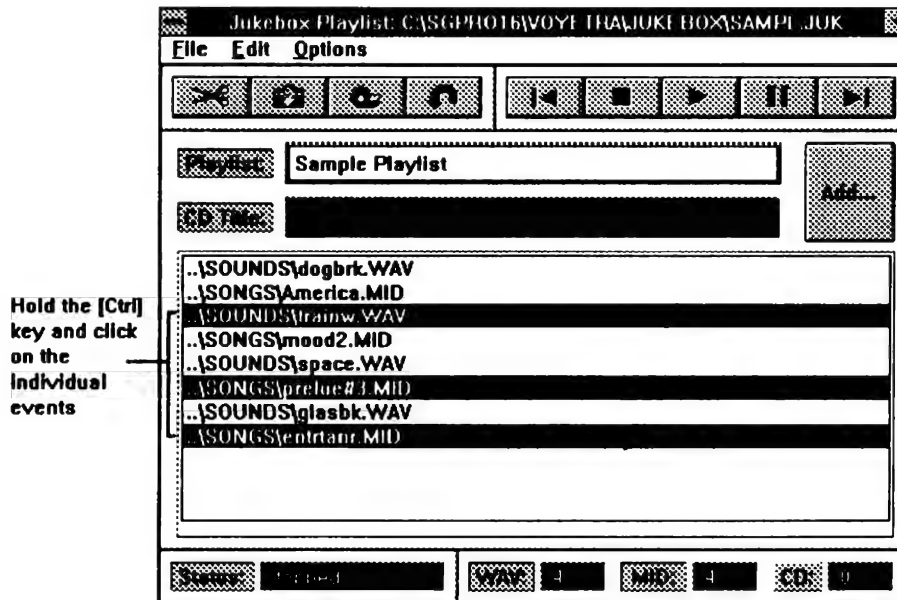 Jukebox Playlist: C:\SGPRO16\VOYETRA\JUKEBOX\SAMPL.JUK
File Edit Options
Playlist: Sample Playlist
Add...
CD Title:
..\SOUNDS\dogbrk.WAV
..\SONGS\America.MID
..\SOUNDS\trainw.WAV
..\SONGS\mood2.MID
..\SOUNDS\space.WAV
..\SONGS\prelue#3.MID
..\SOUNDS\glasbk.WAV
..\SONGS\entrtanr.MID
Hold the [Ctrl]
key and click
on the
individual
events
Status: WAV: 4 MID: 4 CD: 0